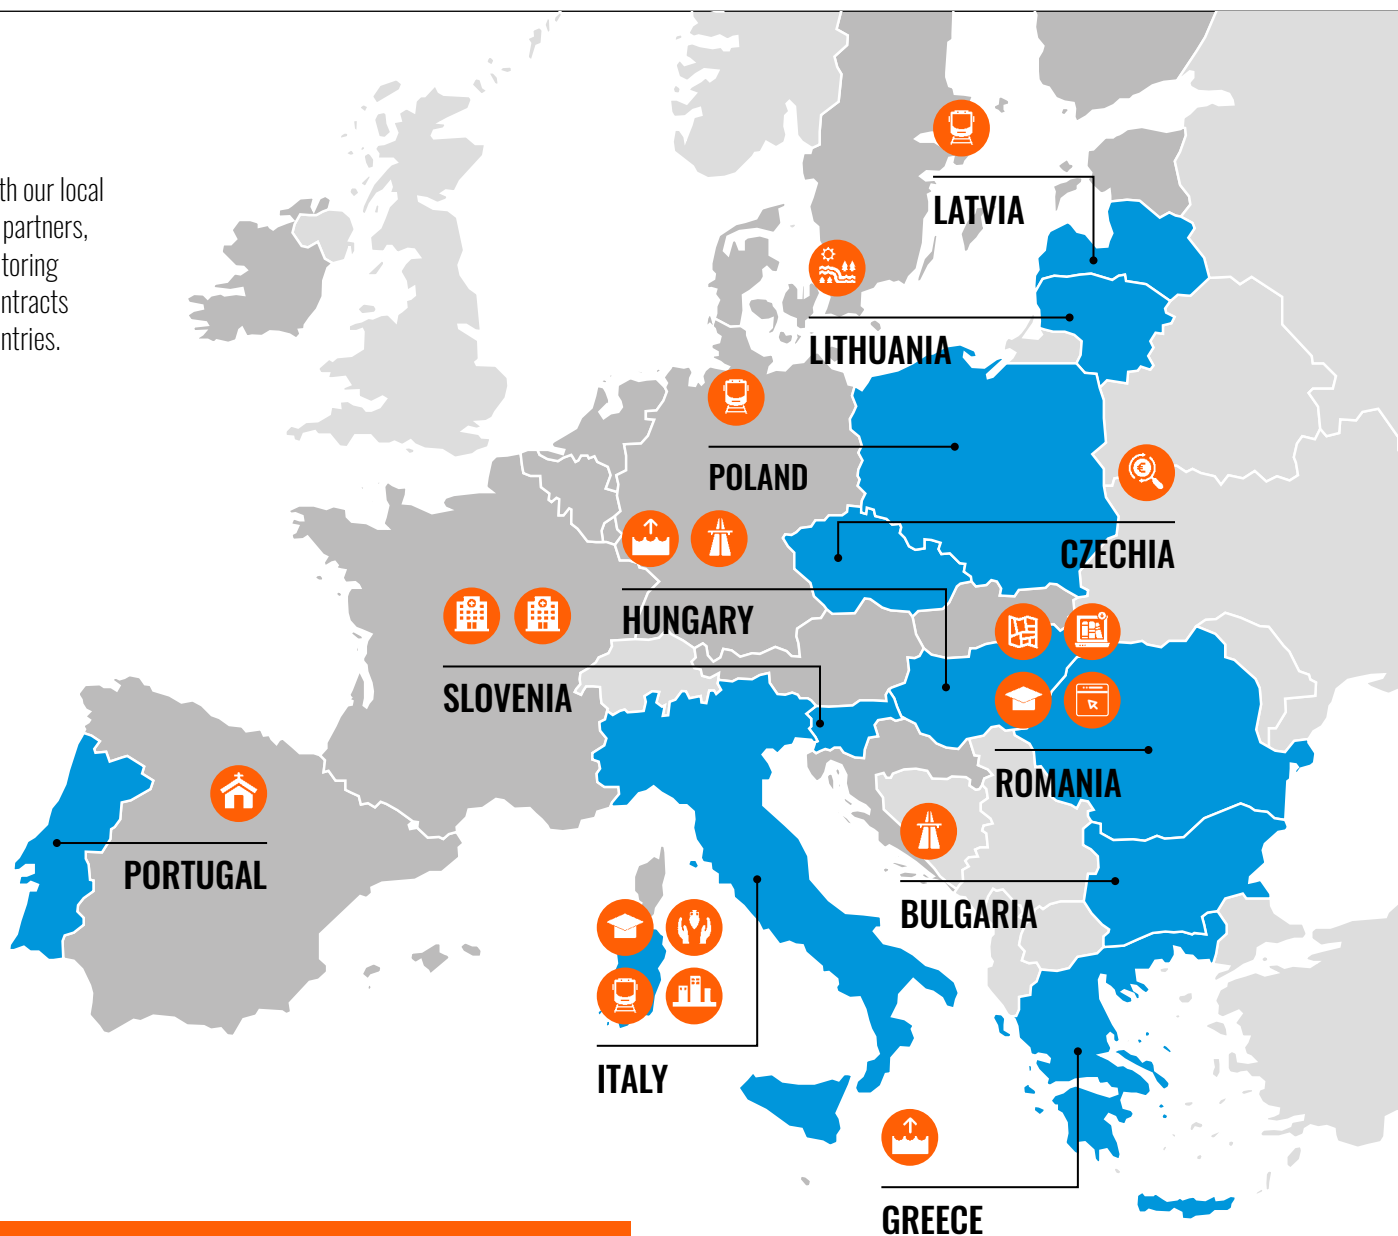 th our local
partners,
toring
ntracts
ntries.
LATVIA
LITHUANIA
POLAND
CZECHIA
HUNGARY
SLOVENIA
ROMANIA
PORTUGAL
BULGARIA
ITALY
GREECE